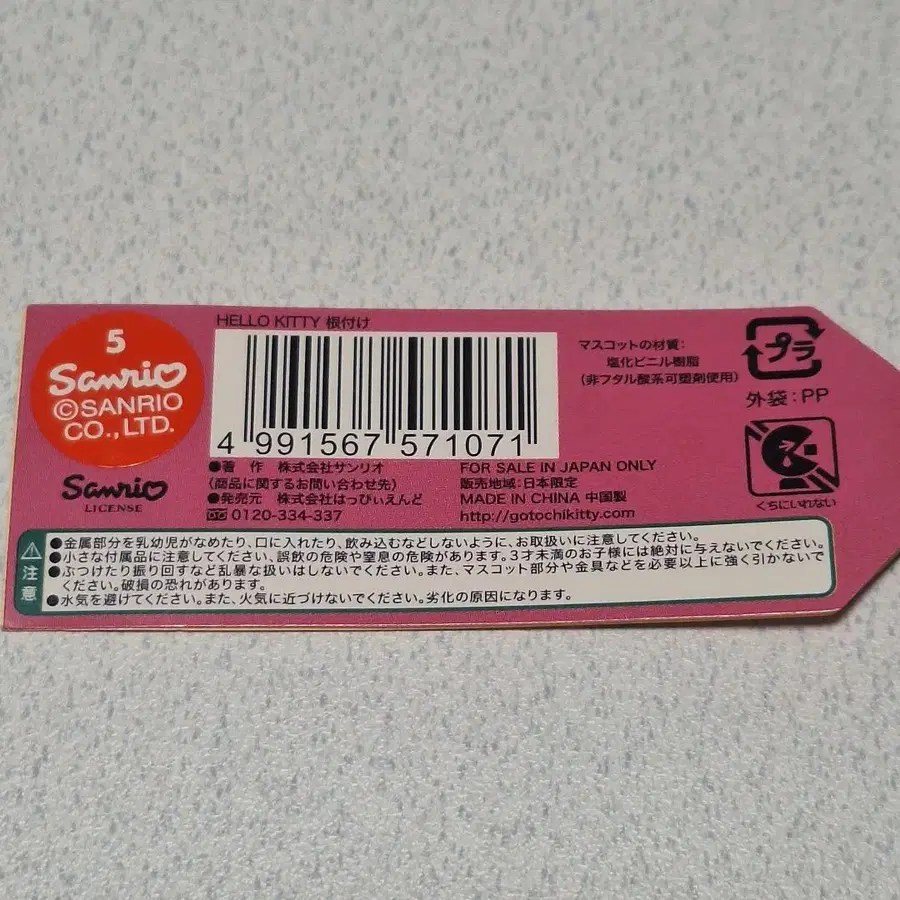 5
Sanrio
©SANRIO
CO.,LTD.
Sanrio
LICENSE
HELLO KITTY 根付け
4 991567 571071
●著 作 株式会社サンリオ
(商品に関するお問い合わせ先)
●発売元 株式会社はっぴいえんど
0120-334-337
FOR SALE IN JAPAN ONLY
販売地域:日本限定
MADE IN CHINA 中国製
http://gotochikitty.com
マスコットの材質:
塩化ビニル樹脂
(非フタル酸系可塑剤使用)
プラ
外袋:PP
くちにいれない
注意
●金属部分を乳幼児がなめたり、口に入れたり、飲み込むなどしないように、お取扱いに注意してください。
●小さな付属品に注意してください、誤飲の危険や窒息の危険があります。3才未満のお子様には絶対に与えないでください。
●ぶつけたり振り回すなど乱暴な扱いはしないでください。また、マスコット部分や金具などを必要以上に強く引かないで
ください。破損の恐れがあります。
●水気を避けてください。また、火気に近づけないでください。劣化の原因になります。